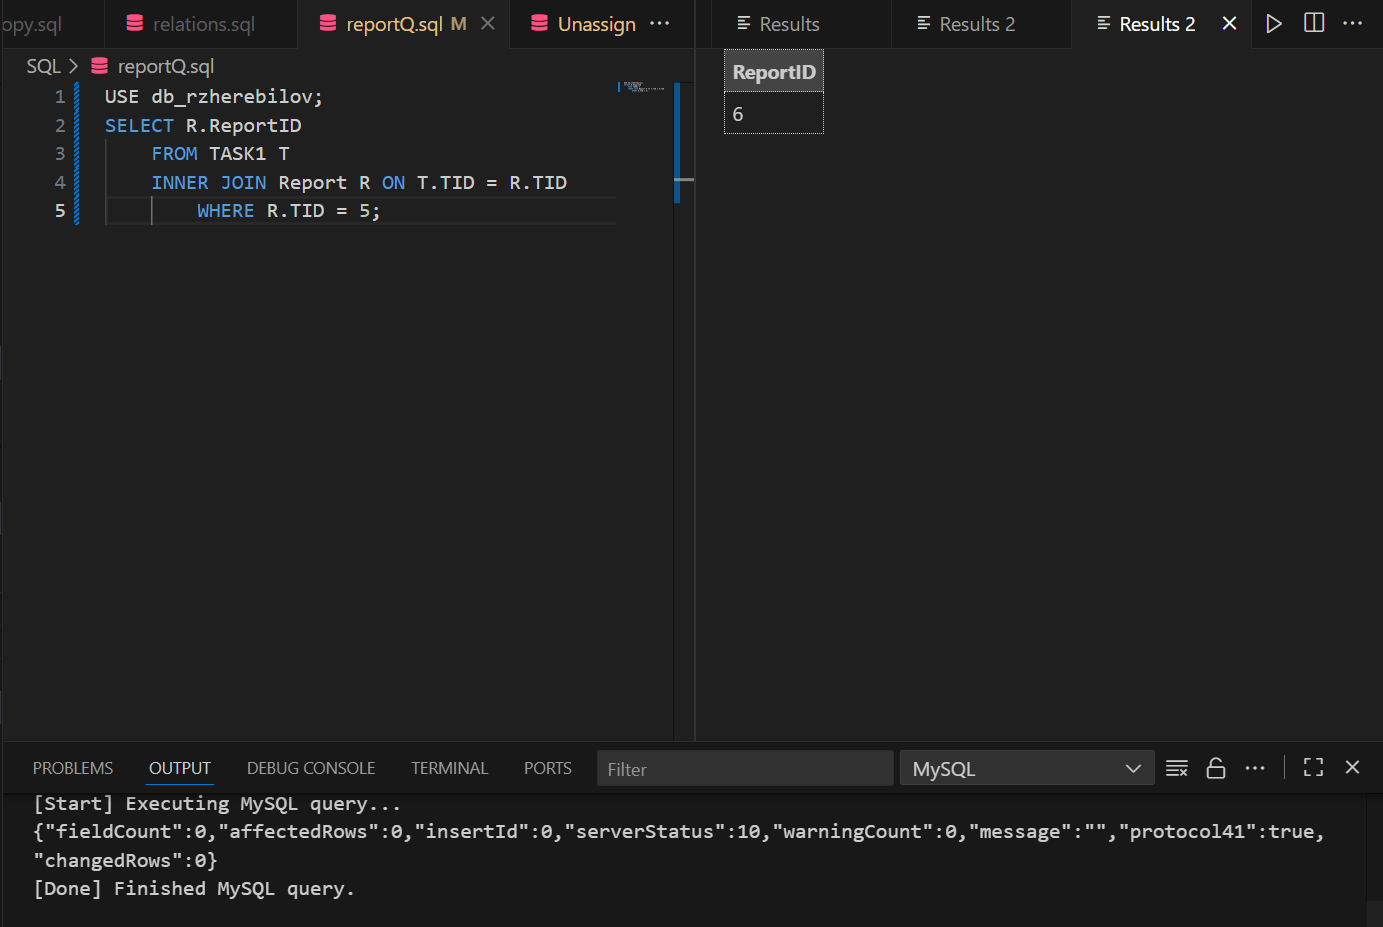 opy.sql relations.sql reportQ.sql M Unassign ··· Results Results 2 Results 2 ···
SQL > reportQ.sql
1 USE db_rzherebilov;
2 SELECT R.ReportID
3 FROM TASK1 T
4 INNER JOIN Report R ON T.TID = R.TID
5 WHERE R.TID = 5;
ReportID
6
PROBLEMS OUTPUT DEBUG CONSOLE TERMINAL PORTS Filter MySQL ···
[Start] Executing MySQL query...
{"fieldCount":0,"affectedRows":0,"insertId":0,"serverStatus":10,"warningCount":0,"message":"","protocol41":true,
"changedRows":0}
[Done] Finished MySQL query.